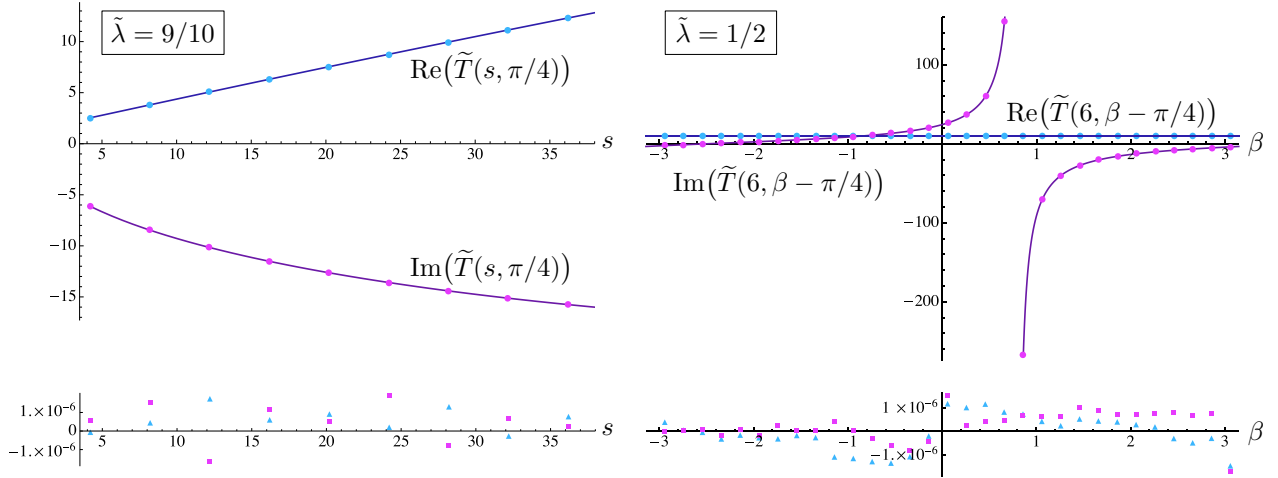 λ̃ = 9/10
10
5
0
5 10 15 20 25 30 35 s
−5
−10
−15
Re(T̃(s, π/4))
Im(T̃(s, π/4))
1.×10⁻⁶
0
−1.×10⁻⁶
5 10 15 20 25 30 35 s
λ̃ = 1/2
100
−3 −2 −1 1 2 3 β
−100
−200
Re(T̃(6, β − π/4))
Im(T̃(6, β − π/4))
1 ×10⁻⁶
−3 −2 −1 1 2 3 β
−1.×10⁻⁶